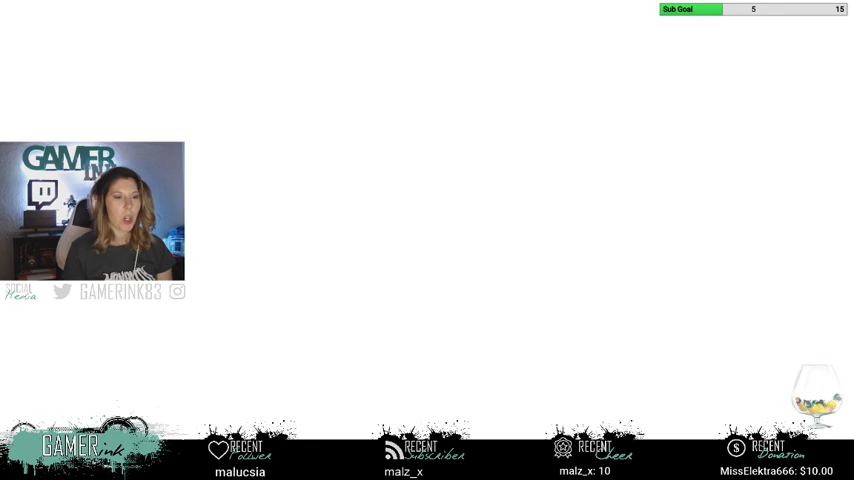 Sub Goal 5 15
GAMER
INK
SOCIAL
Media
GAMERINK83
GAMER ink
RECENT
Follower
malucsia
RECENT
Subscriber
malz_x
RECENT
Cheer
malz_x: 10
RECENT
Donation
MissElektra666: $10.00